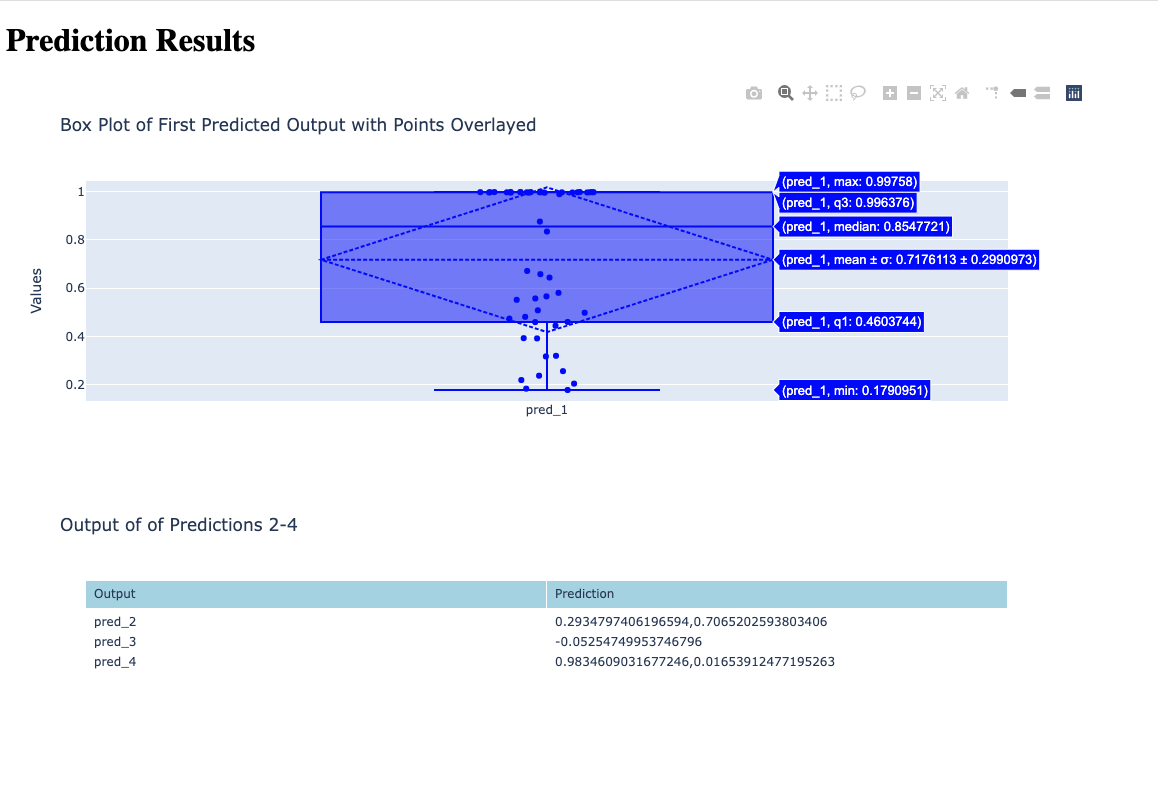 Prediction Results
Box Plot of First Predicted Output with Points Overlayed
Values
1
0.8
0.6
0.4
0.2
(pred_1, max: 0.99758)
(pred_1, q3: 0.996376)
(pred_1, median: 0.8547721)
(pred_1, mean ± σ: 0.7176113 ± 0.2990973)
(pred_1, q1: 0.4603744)
(pred_1, min: 0.1790951)
pred_1
Output of of Predictions 2-4
Output Prediction
pred_2 0.2934797406196594,0.7065202593803406
pred_3 -0.05254749953746796
pred_4 0.9834609031677246,0.01653912477195263